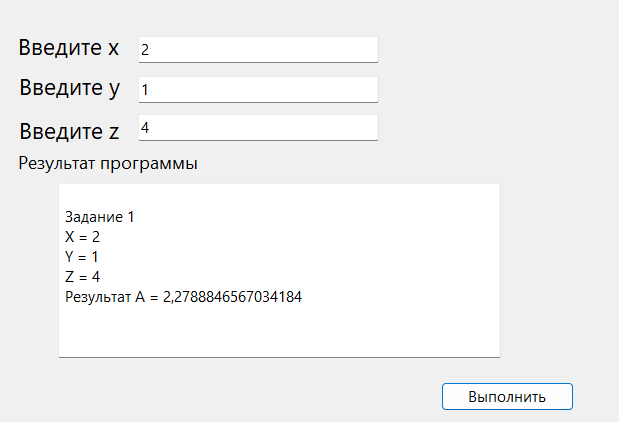 Введите x 2
Введите y 1
Введите z 4
Результат программы
Задание 1
X = 2
Y = 1
Z = 4
Результат A = 2,2788846567034184
Выполнить